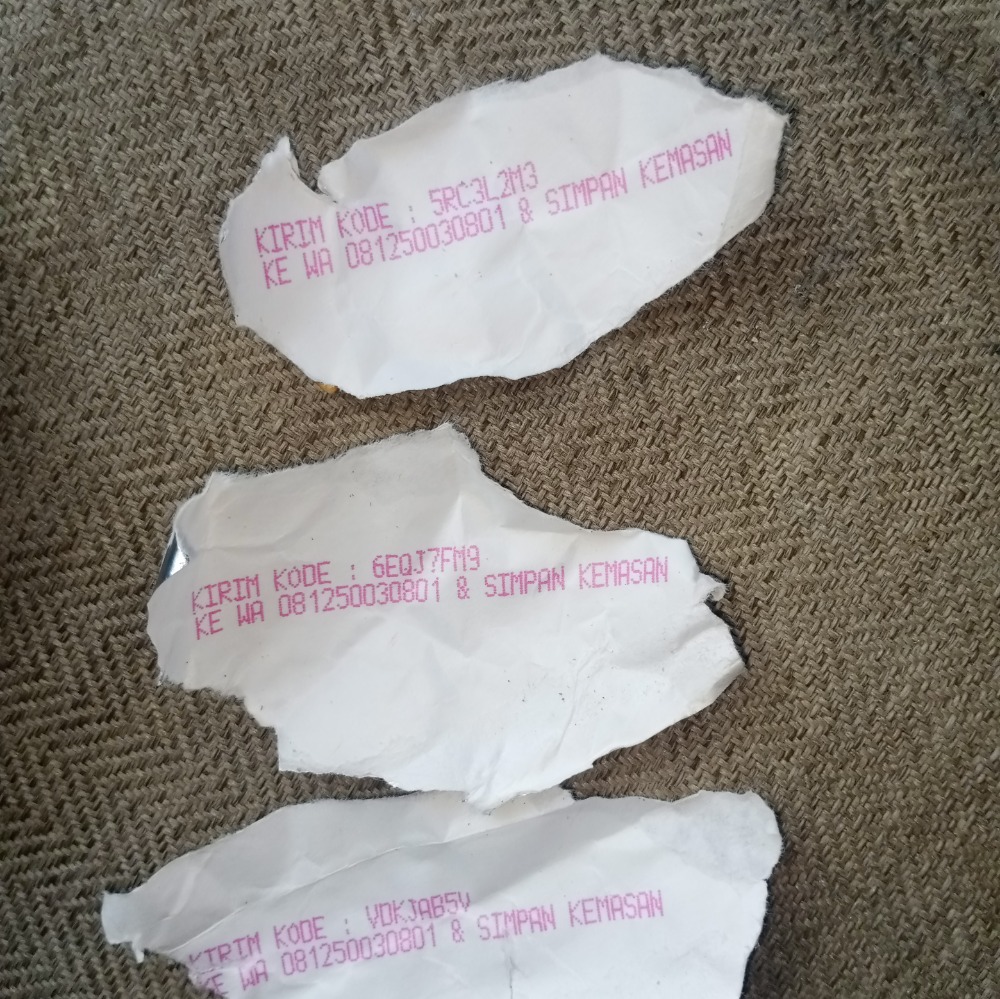 KIRIM KODE : 5RC3L2M3
KE WA 081250030801 & SIMPAN KEMASAN
KIRIM KODE : 6EQJ7FM9
KE WA 081250030801 & SIMPAN KEMASAN
KIRIM KODE : VDKJAB5V
KE WA 081250030801 & SIMPAN KEMASAN